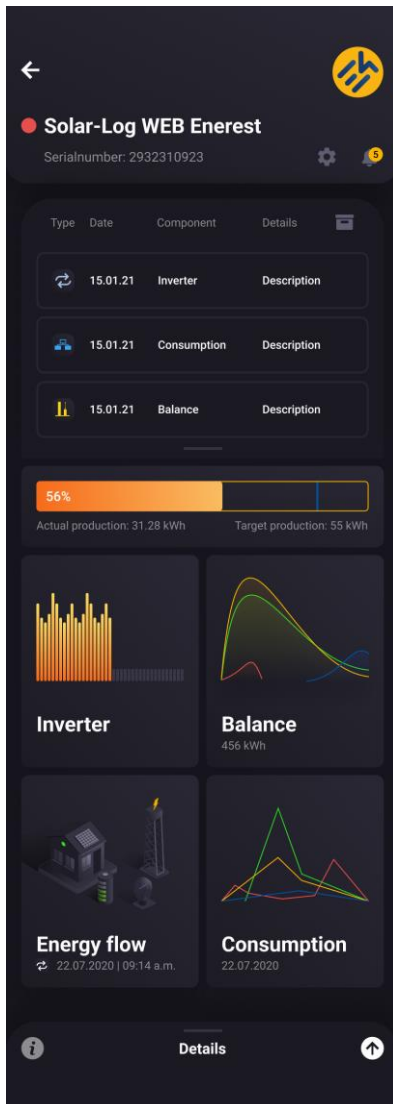 Solar-Log WEB Enerest
Serialnumber: 2932310923
5
Type Date Component Details
15.01.21 Inverter Description
15.01.21 Consumption Description
15.01.21 Balance Description
56%
Actual production: 31.28 kWh Target production: 55 kWh
Inverter
Balance
456 kWh
Energy flow
22.07.2020 | 09:14 a.m.
Consumption
22.07.2020
i
Details